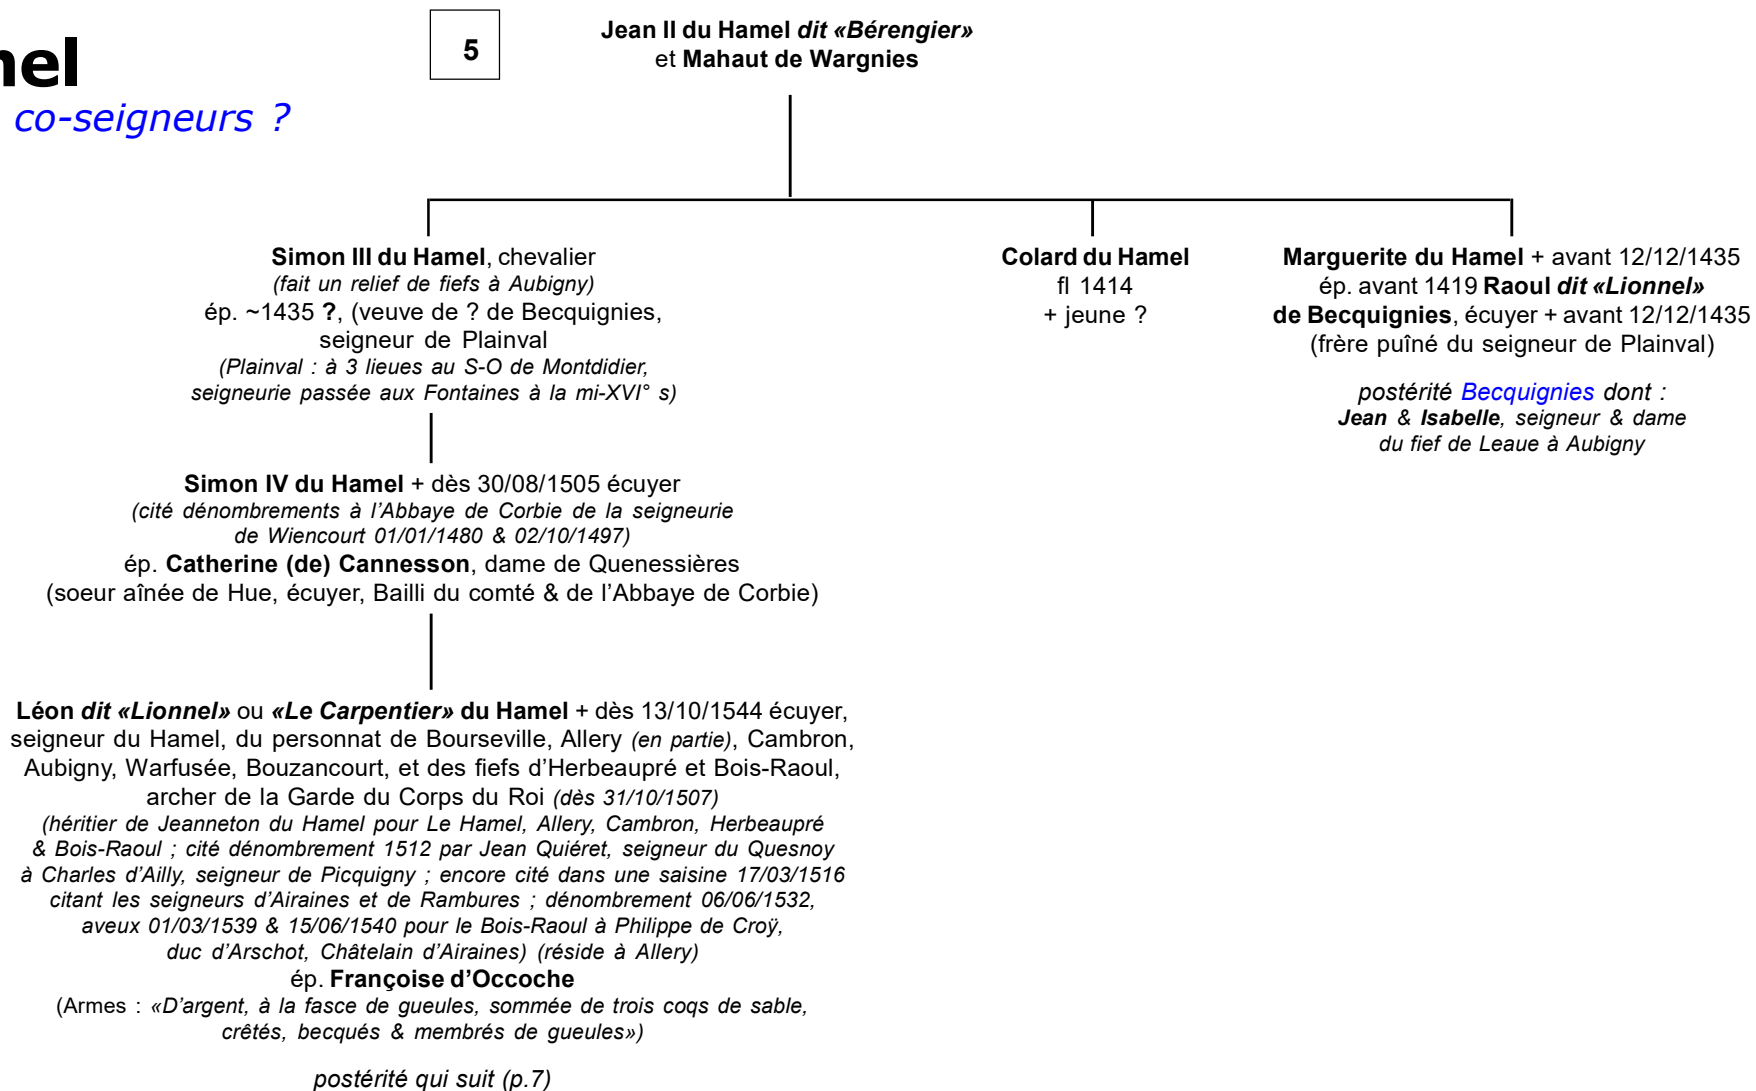 nel
co-seigneurs ?
5
Jean II du Hamel dit «Bérengier»
et Mahaut de Wargnies
Simon III du Hamel, chevalier
(fait un relief de fiefs à Aubigny)
ép. ~1435 ?, (veuve de ? de Becquignies,
seigneur de Plainval
(Plainval : à 3 lieues au S-O de Montdidier,
seigneurie passée aux Fontaines à la mi-XVI° s)
Colard du Hamel
fl 1414
+ jeune ?
Marguerite du Hamel + avant 12/12/1435
ép. avant 1419 Raoul dit «Lionnel»
de Becquignies, écuyer + avant 12/12/1435
(frère puîné du seigneur de Plainval)
postérité Becquignies dont :
Jean & Isabelle, seigneur & dame
du fief de Leaue à Aubigny
Simon IV du Hamel + dès 30/08/1505 écuyer
(cité dénombrements à l'Abbaye de Corbie de la seigneurie
de Wiencourt 01/01/1480 & 02/10/1497)
ép. Catherine (de) Cannesson, dame de Quenessières
(soeur aînée de Hue, écuyer, Bailli du comté & de l'Abbaye de Corbie)
Léon dit «Lionnel» ou «Le Carpentier» du Hamel + dès 13/10/1544 écuyer,
seigneur du Hamel, du personnat de Bourseville, Allery (en partie), Cambron,
Aubigny, Warfusée, Bouzancourt, et des fiefs d'Herbeaupré et Bois-Raoul,
archer de la Garde du Corps du Roi (dès 31/10/1507)
(héritier de Jeanneton du Hamel pour Le Hamel, Allery, Cambron, Herbeaupré
& Bois-Raoul ; cité dénombrement 1512 par Jean Quiéret, seigneur du Quesnoy
à Charles d'Ailly, seigneur de Picquigny ; encore cité dans une saisine 17/03/1516
citant les seigneurs d'Airaines et de Rambures ; dénombrement 06/06/1532,
aveux 01/03/1539 & 15/06/1540 pour le Bois-Raoul à Philippe de Croÿ,
duc d'Arschot, Châtelain d'Airaines) (réside à Allery)
ép. Françoise d'Occoche
(Armes : «D'argent, à la fasce de gueules, sommée de trois coqs de sable,
crêtés, becqués & membrés de gueules»)
postérité qui suit (p.7)